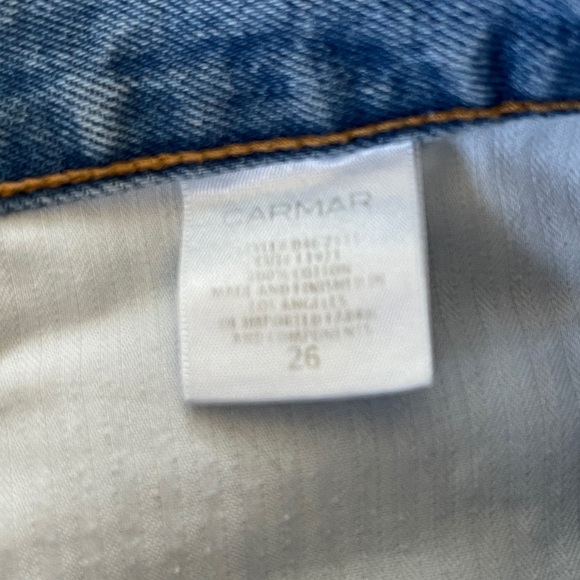 CARMAR
100% COTTON
MADE AND FINISHED IN
LOS ANGELES
OF IMPORTED FABRIC
AND COMPONENTS
26